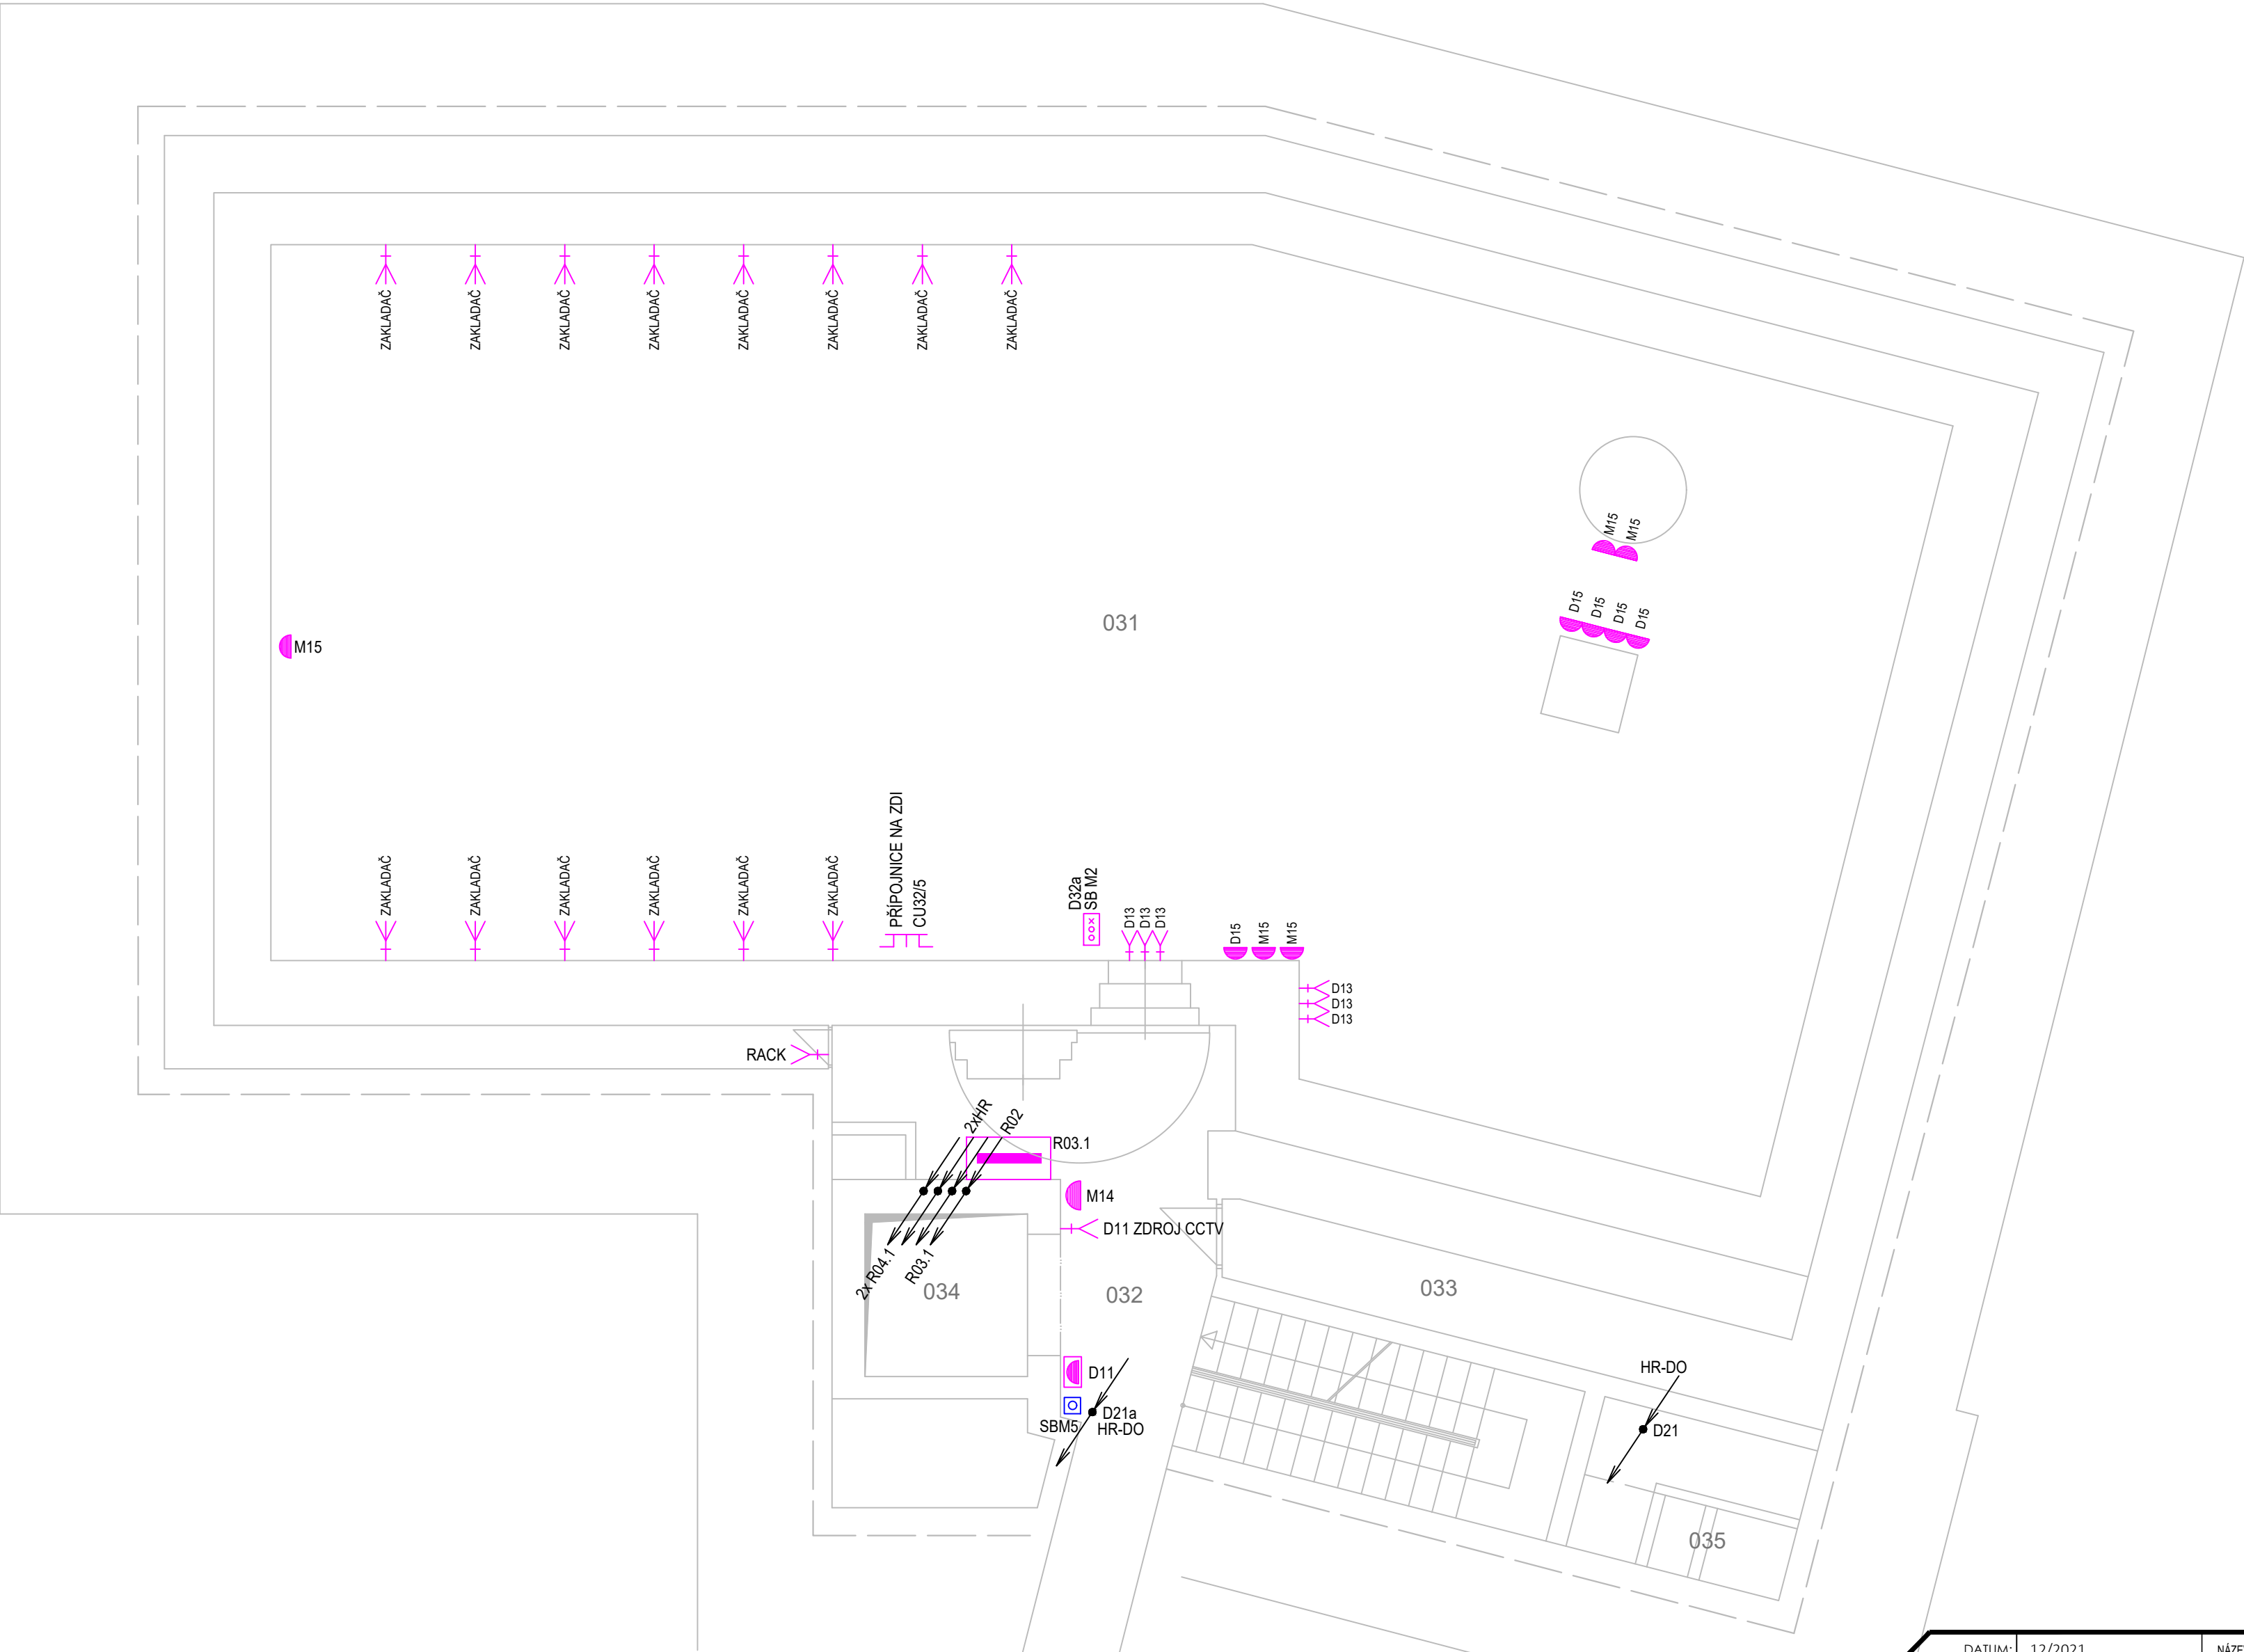 ZAKLADAČ
ZAKLADAČ
ZAKLADAČ
ZAKLADAČ
ZAKLADAČ
ZAKLADAČ
ZAKLADAČ
ZAKLADAČ
M15
M15
D15
D15
D15
D15
031
M15
ZAKLADAČ
ZAKLADAČ
ZAKLADAČ
ZAKLADAČ
ZAKLADAČ
ZAKLADAČ
PŘÍPOJNICE NA ZDI
CU32/5
D32a
SB M2
D13
D13
D13
D15
M15
M15
D13
D13
D13
RACK
2xHR
R02
R03.1
M14
D11 ZDROJ CCTV
2x R04.1
R03.1
034
032
033
D11
SBM5
D21a
HR-DO
HR-DO
D21
035
DATUM: 12/2021